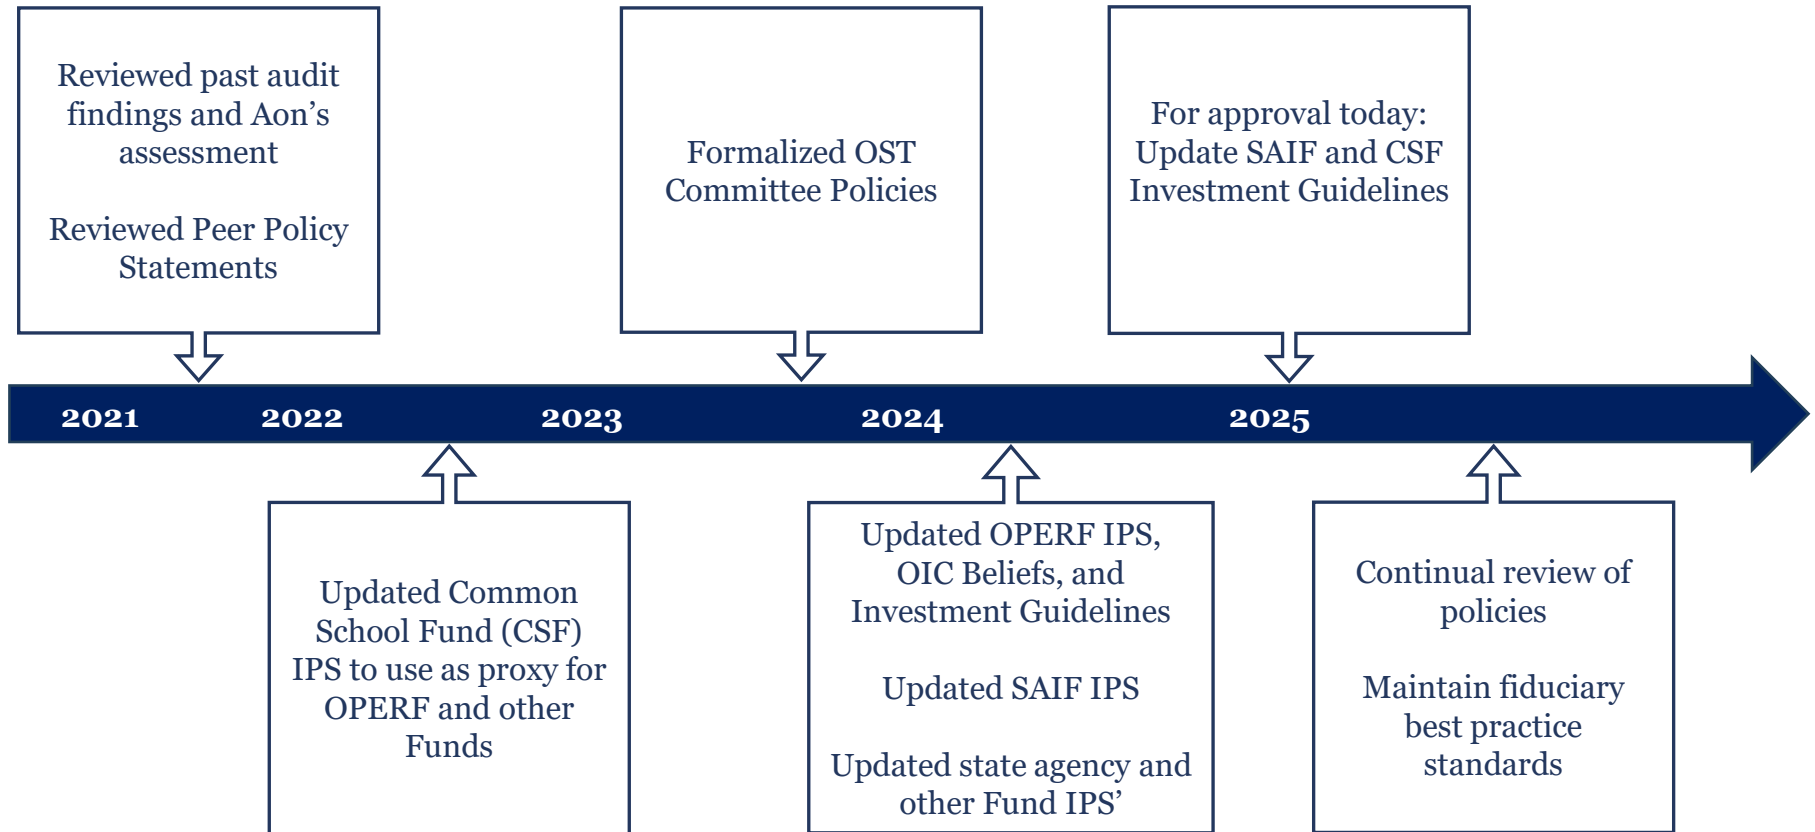 Reviewed past audit
findings and Aon’s
assessment
Reviewed Peer Policy
Statements
Formalized OST
Committee Policies
For approval today:
Update SAIF and CSF
Investment Guidelines
2021
2022
2023
2024
2025
Updated Common
School Fund (CSF)
IPS to use as proxy for
OPERF and other
Funds
Updated OPERF IPS,
OIC Beliefs, and
Investment Guidelines
Updated SAIF IPS
Updated state agency and
other Fund IPS’
Continual review of
policies
Maintain fiduciary
best practice
standards